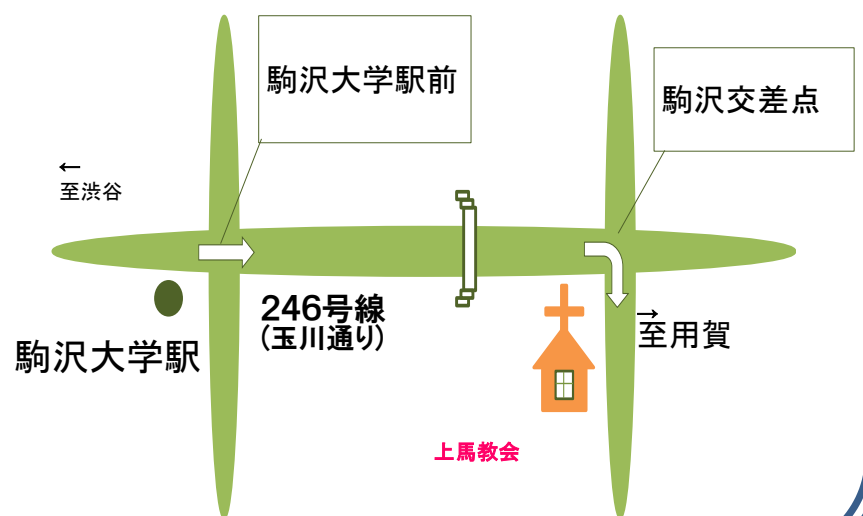 駒沢大学駅前
駒沢交差点
←
至渋谷
246号線
(玉川通り)
→
至用賀
駒沢大学駅
上馬教会